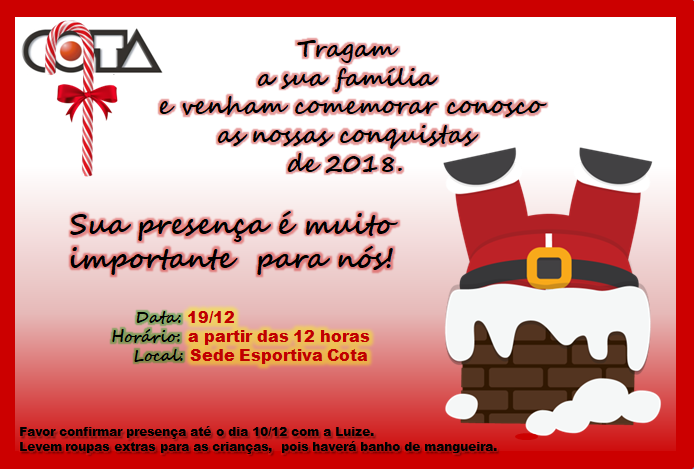 COTA
Tragam
a sua família
e venham comemorar conosco
as nossas conquistas
de 2018.
Sua presença é muito
importante para nós!
Data: 19/12
Horário: a partir das 12 horas
Local: Sede Esportiva Cota
Favor confirmar presença até o dia 10/12 com a Luize.
Levem roupas extras para as crianças, pois haverá banho de mangueira.